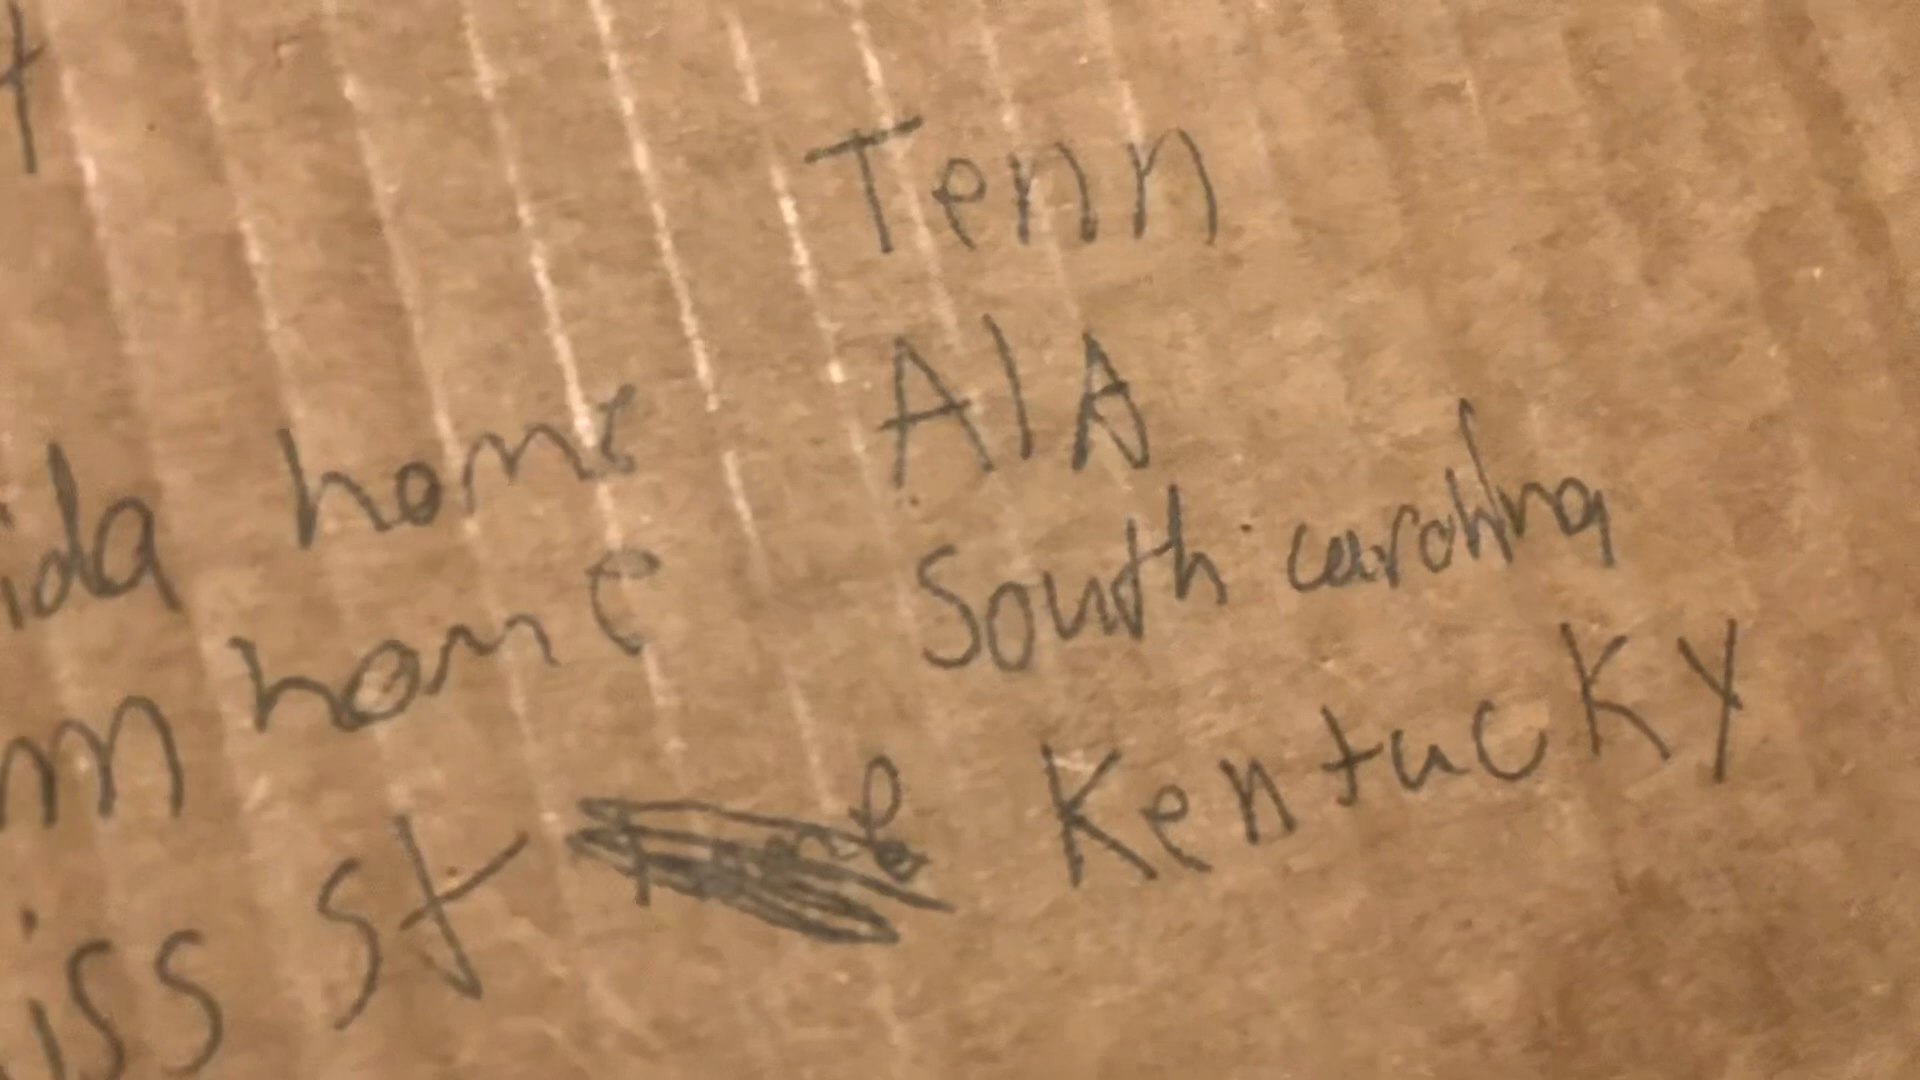 Tenn
AlA
ida home South carolina
m home Kentucky
iss st